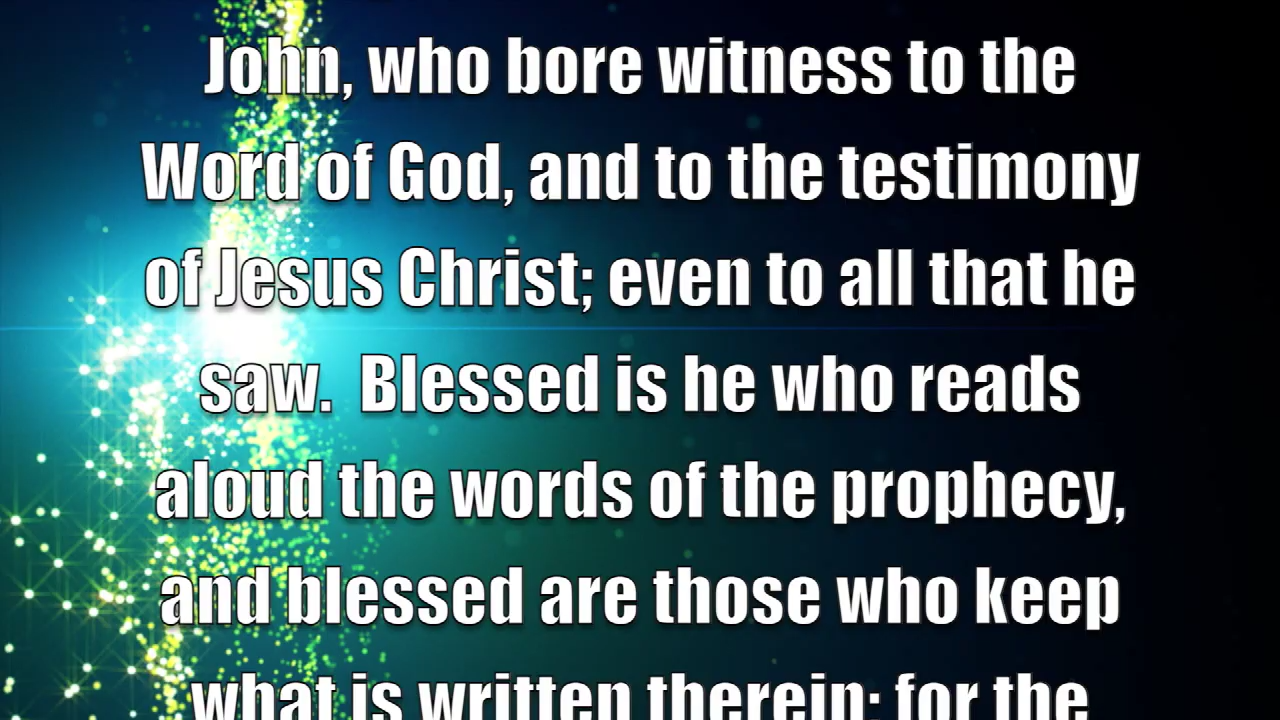 John, who bore witness to the
Word of God, and to the testimony
of Jesus Christ; even to all that he
saw.  Blessed is he who reads
aloud the words of the prophecy,
and blessed are those who keep
what is written therein; for the